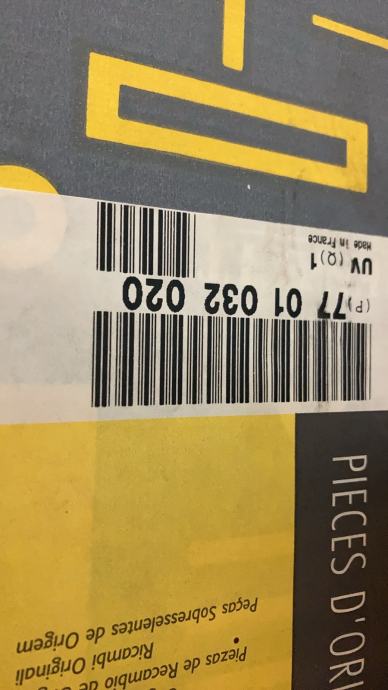 PIECES D'ORI
Piezas de Recambio de
Ricambi Originali
Peças Sobresselentes de Origem
(P)77 01 032 020
UV (Q)1
Made in France